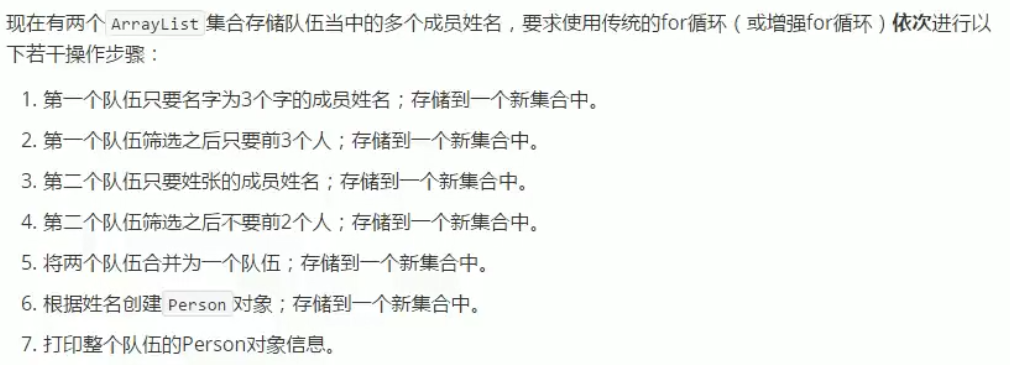 现在有两个 ArrayList 集合存储队伍当中的多个成员姓名，要求使用传统的for循环（或增强for循环）依次进行以
下若干操作步骤：
1. 第一个队伍只要名字为3个字的成员姓名；存储到一个新集合中。
2. 第一个队伍筛选之后只要前3个人；存储到一个新集合中。
3. 第二个队伍只要姓张的成员姓名；存储到一个新集合中。
4. 第二个队伍筛选之后不要前2个人；存储到一个新集合中。
5. 将两个队伍合并为一个队伍；存储到一个新集合中。
6. 根据姓名创建 Person 对象；存储到一个新集合中。
7. 打印整个队伍的Person对象信息。